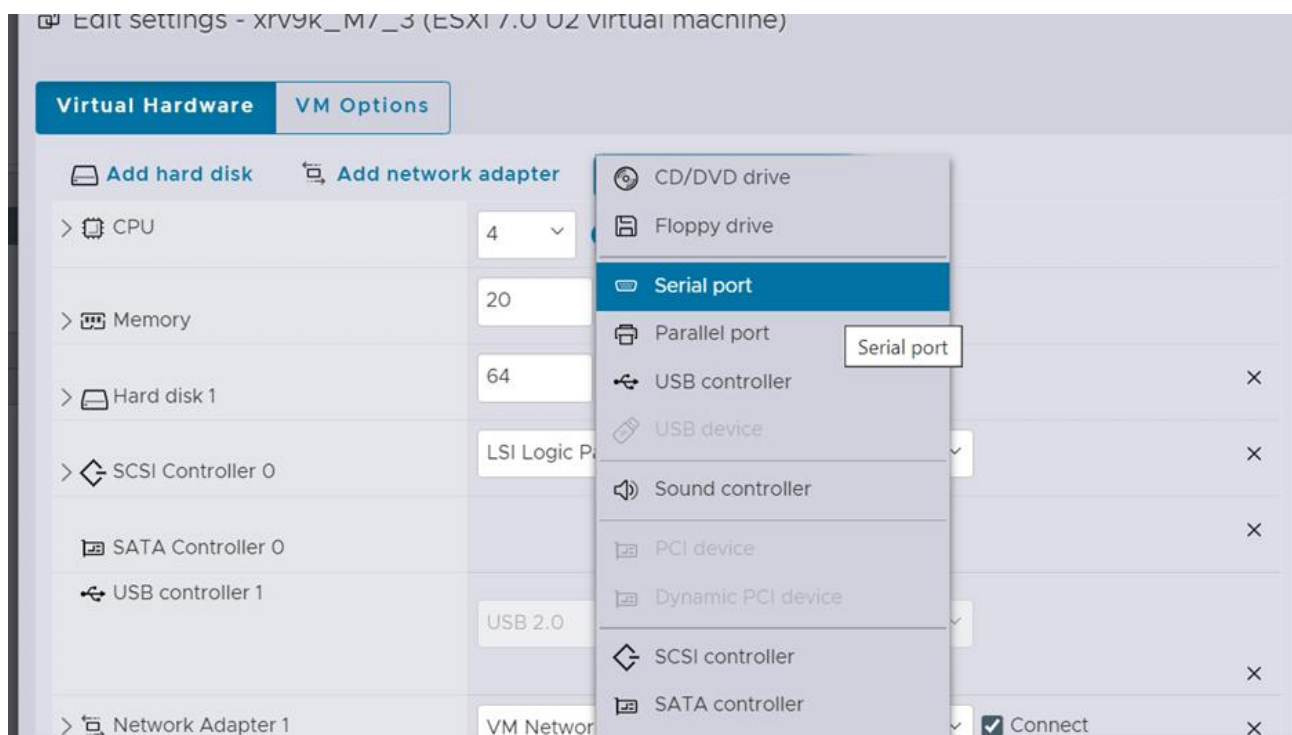 Edit settings - xrv9k_M7_3 (ESXi 7.0 U2 virtual machine)
Virtual Hardware
VM Options
Add hard disk
Add network adapter
CPU
4
Memory
20
Hard disk 1
64
SCSI Controller 0
LSI Logic
SATA Controller 0
USB controller 1
USB 2.0
Network Adapter 1
VM
Connect
CD/DVD drive
Floppy drive
Serial port
Parallel port
Serial port
USB controller
USB device
Sound controller
PCI device
Dynamic PCI device
SCSI controller
SATA controller